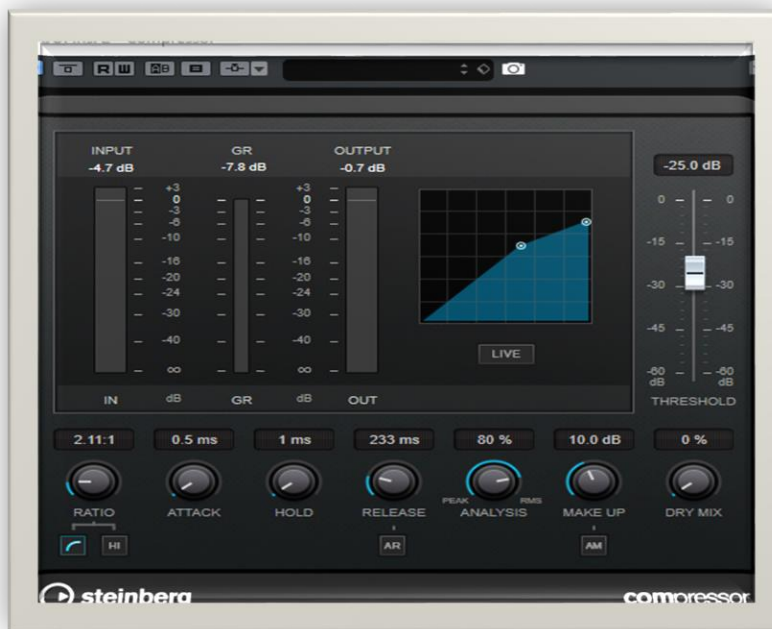 R W
INPUT GR OUTPUT
-4.7 dB -7.8 dB -0.7 dB
-25.0 dB
+3 +3
0 0 0 0
-3 -3
-6 -6
-10 -10
-15 -15
-16 -16
-20 -20
-24 -24
-30 -30
-30 -30
-40 -40
-45 -45
∞ ∞
-60 -60
dB dB
LIVE
IN dB GR dB OUT
THRESHOLD
2.11:1 0.5 ms 1 ms 233 ms 80 % 10.0 dB 0 %
PEAK RMS
RATIO ATTACK HOLD RELEASE ANALYSIS MAKE UP DRY MIX
HI AR AM
steinberg compressor